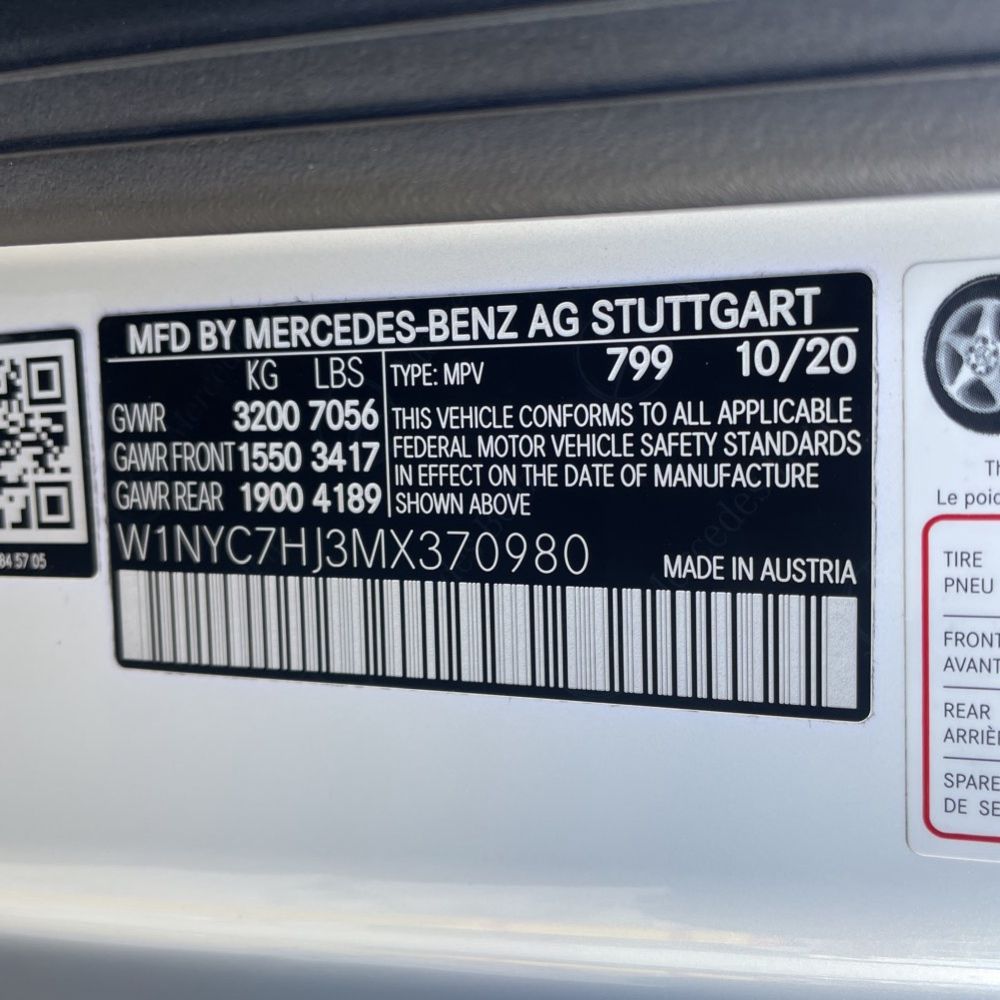 MFD BY MERCEDES-BENZ AG STUTTGART
KG LBS
GVWR 3200 7056
GAWR FRONT 1550 3417
GAWR REAR 1900 4189
TYPE: MPV 799 10/20
THIS VEHICLE CONFORMS TO ALL APPLICABLE
FEDERAL MOTOR VEHICLE SAFETY STANDARDS
IN EFFECT ON THE DATE OF MANUFACTURE
SHOWN ABOVE
W1NYC7HJ3MX370980
MADE IN AUSTRIA
84 57 05
Le poid
TIRE
PNEU
FRONT
AVANT
REAR
ARRIÈ
SPARE
DE SE